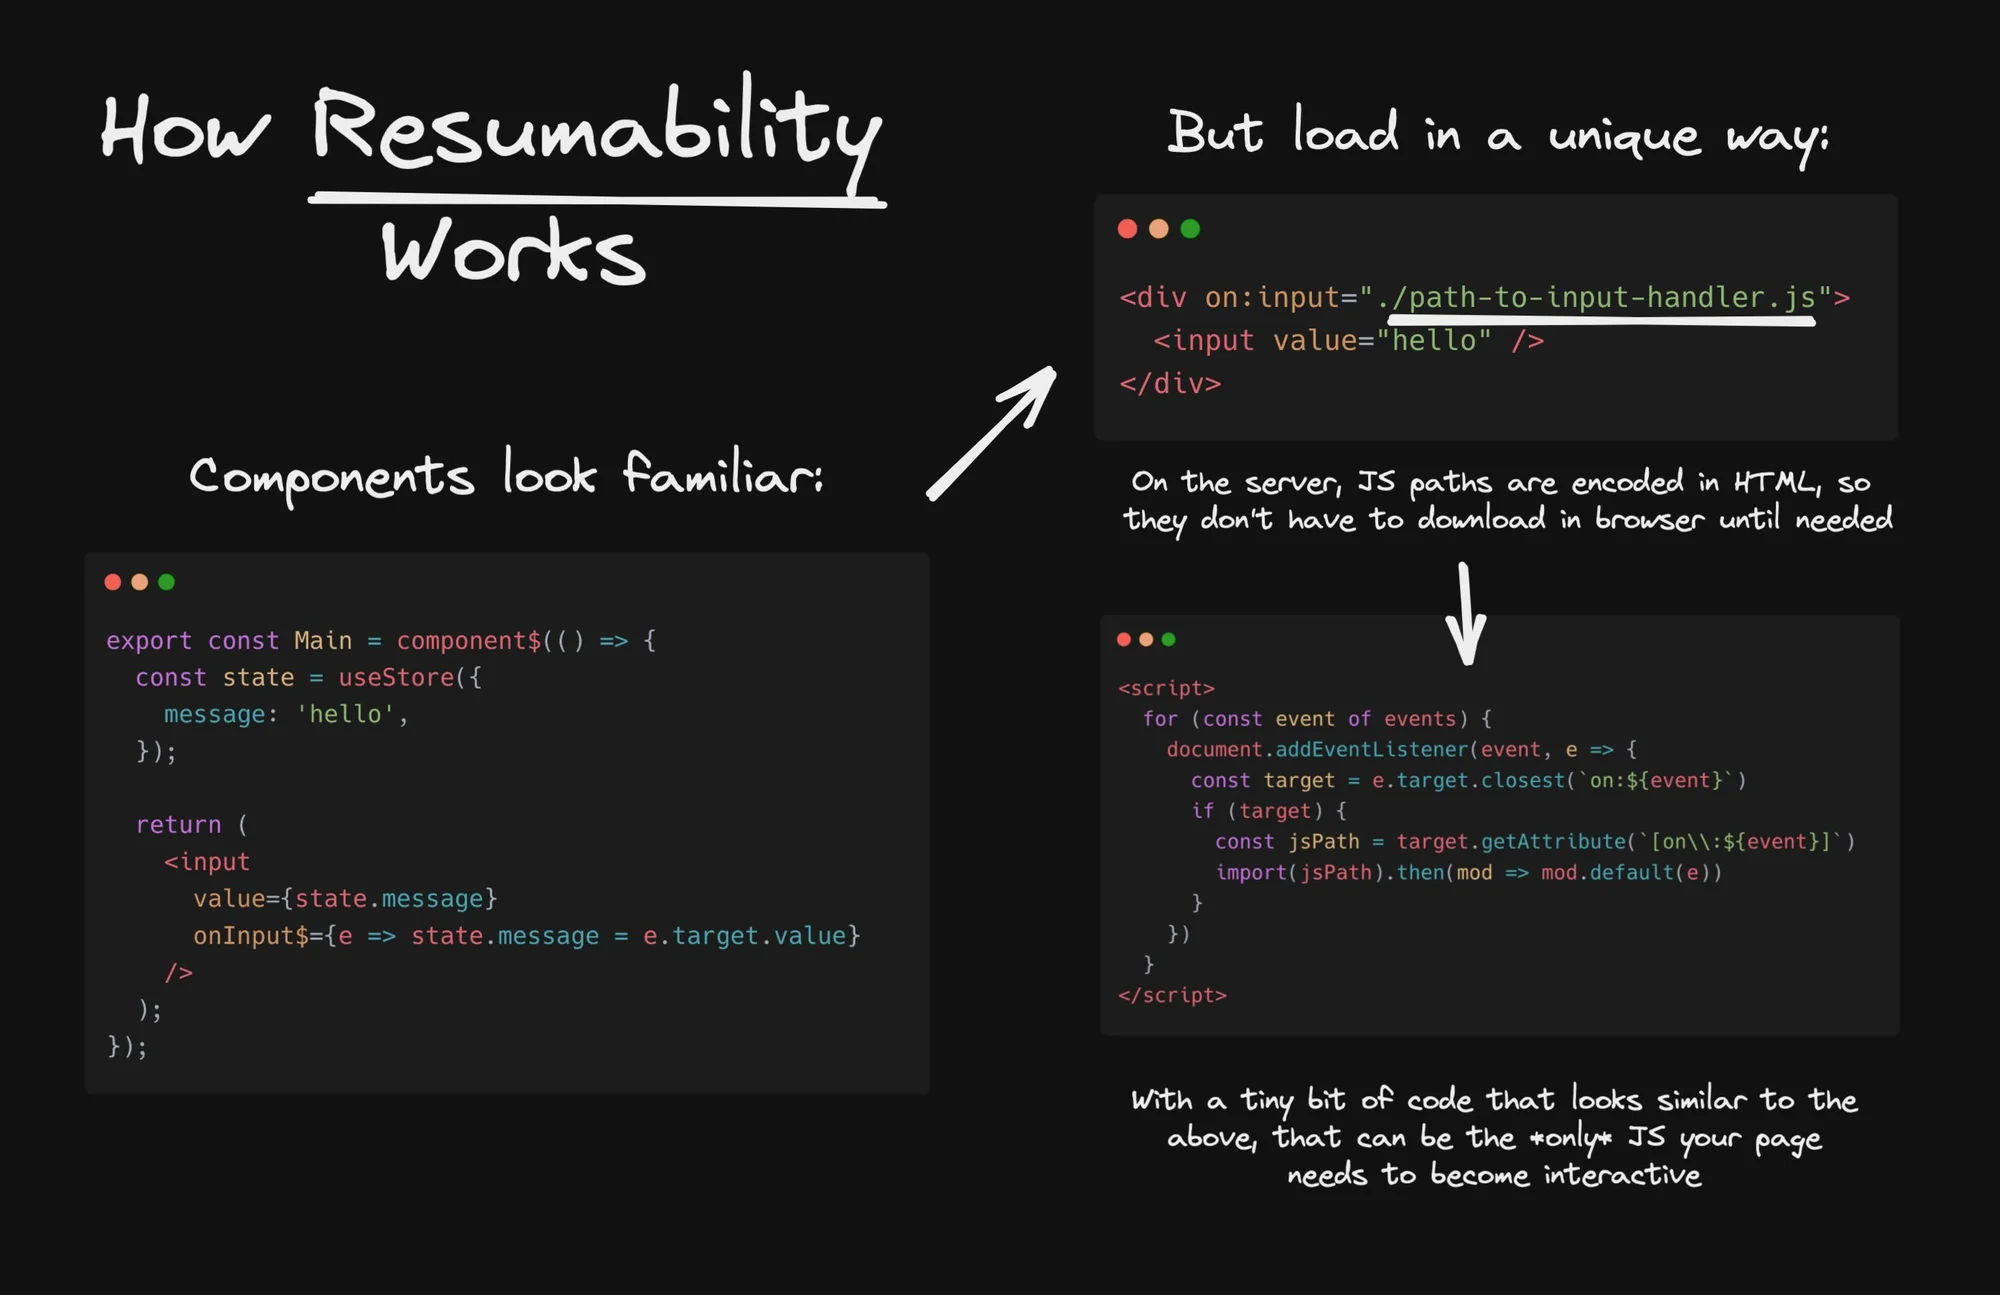 How Resumability
Works
Components look familiar:
export const Main = component$(() => {
  const state = useStore({
    message: 'hello',
  });

  return (
    <input
      value={state.message}
      onInput$={e => state.message = e.target.value}
    />
  );
});
But load in a unique way:
<div on:input="./path-to-input-handler.js">
  <input value="hello" />
</div>
On the server, JS paths are encoded in HTML, so
they don't have to download in browser until needed
<script>
  for (const event of events) {
    document.addEventListener(event, e => {
      const target = e.target.closest(`on:${event}`)
      if (target) {
        const jsPath = target.getAttribute(`[on\\:${event}]`)
        import(jsPath).then(mod => mod.default(e))
      }
    })
  }
</script>
With a tiny bit of code that looks similar to the
above, that can be the *only* JS your page
needs to become interactive